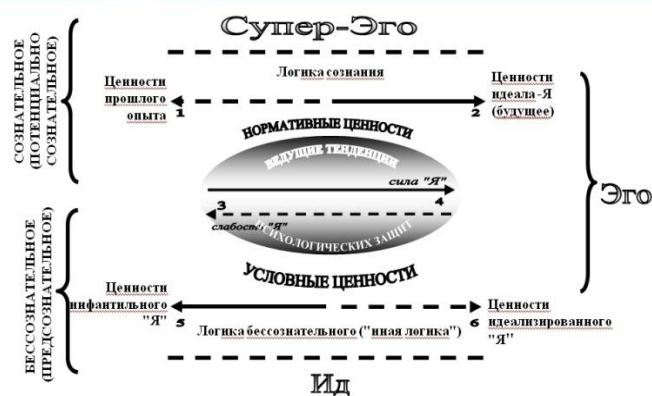 Супер-Эго
Логика сознания
СОЗНАТЕЛЬНОЕ
(ПОТЕНЦИАЛЬНО
СОЗНАТЕЛЬНОЕ)
Ценности
прошлого
опыта
1
2
Ценности
идеала-Я
(будущее)
НОРМАТИВНЫЕ ЦЕННОСТИ
ВЕДУЩИЕ ТЕНДЕНЦИИ
сила "Я"
3
4
слабость "Я"
ПСИХОЛОГИЧЕСКИХ ЗАЩИТ
УСЛОВНЫЕ ЦЕННОСТИ
Эго
БЕССОЗНАТЕЛЬНОЕ
(ПРЕДСОЗНАТЕЛЬНОЕ)
Ценности
инфантильного
"Я"
5
6
Ценности
идеализированного
"Я"
Логика бессознательного ("иная логика")
Ид